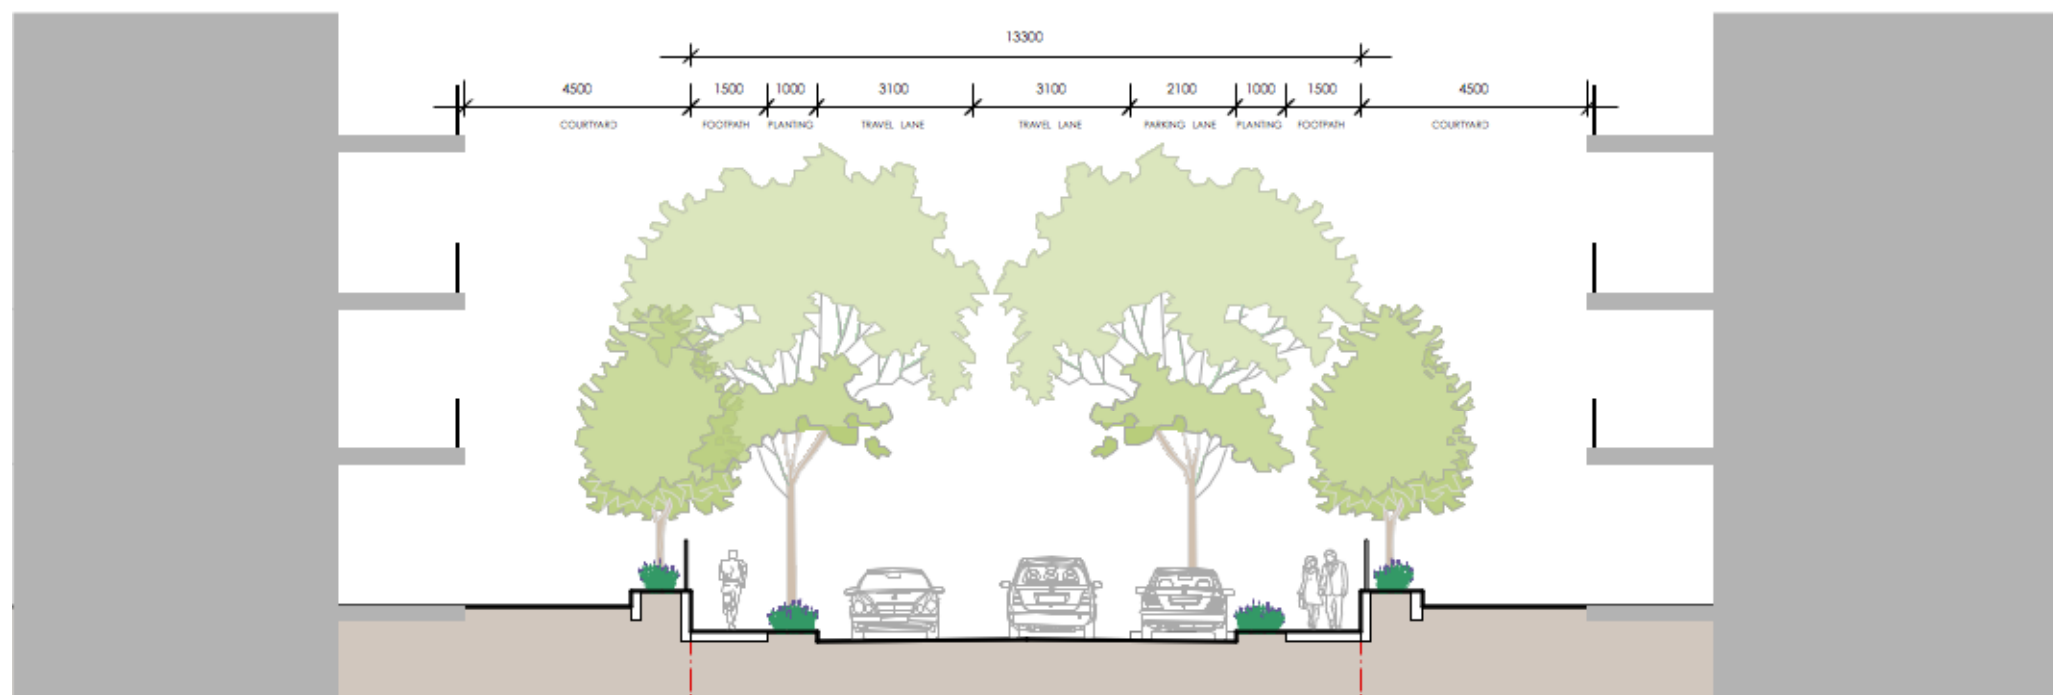 13300
4500 1500 1000 3100 3100 2100 1000 1500 4500
COURTYARD FOOTPATH PLANTING TRAVEL LANE TRAVEL LANE PARKING LANE PLANTING FOOTPATH COURTYARD